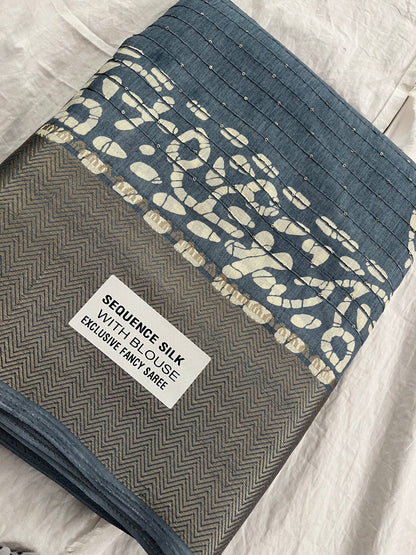 SEQUENCE SILK
WITH BLOUSE
EXCLUSIVE FANCY SAREE